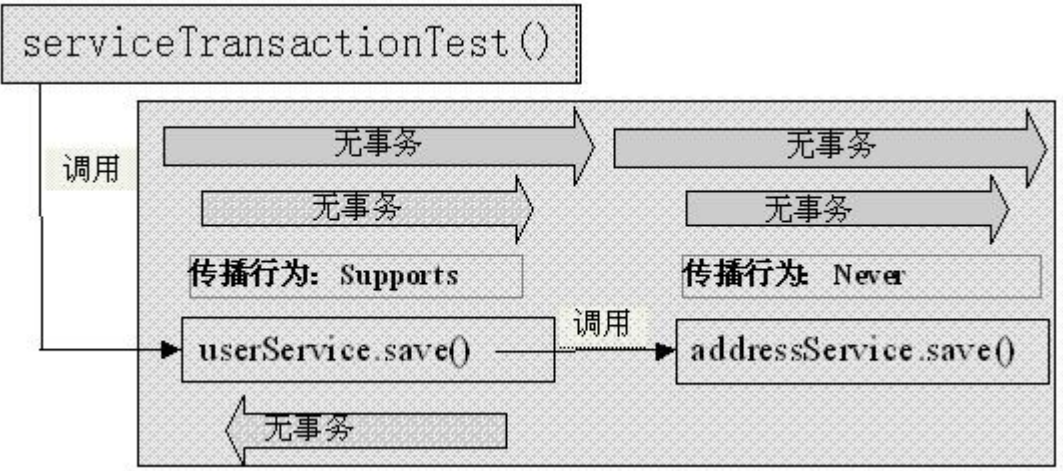 serviceTransactionTest()
无事务
无事务
调用
无事务
无事务
传播行为: Supports
传播行为: Never
调用
userService.save()
addressService.save()
无事务